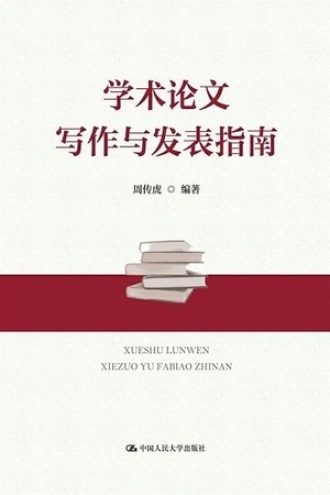 学术论文
写作与发表指南
周传虎 ◎ 编著
XUESHU LUNWEN
XIEZUO YU FABIAO ZHINAN
中国人民大学出版社